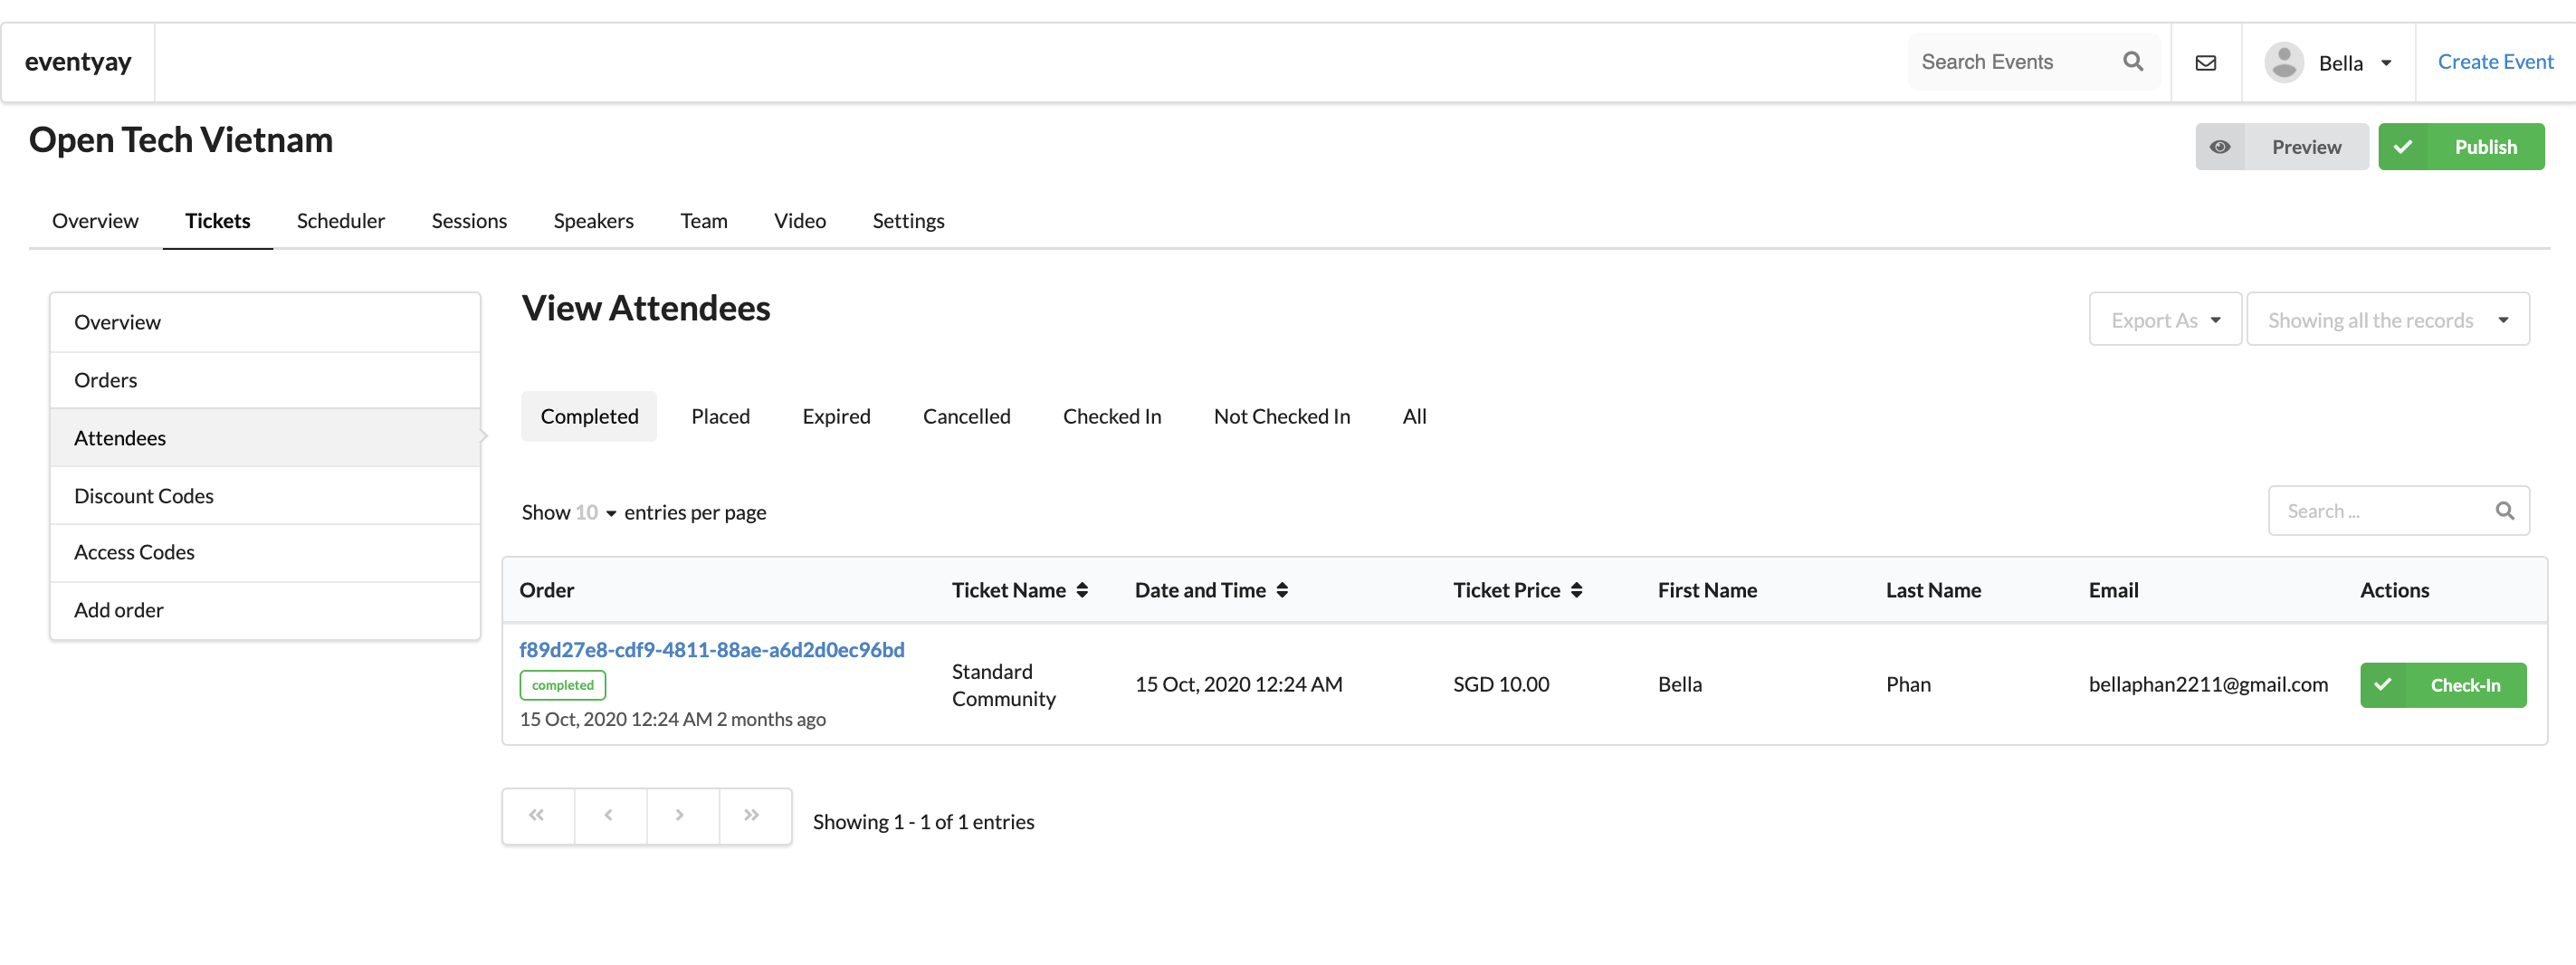 eventyay
Search Events
Bella
Create Event
Open Tech Vietnam
Preview
Publish
Overview Tickets Scheduler Sessions Speakers Team Video Settings
Overview
Orders
Attendees
Discount Codes
Access Codes
Add order
View Attendees
Export As
Showing all the records
Completed Placed Expired Cancelled Checked In Not Checked In All
Show 10 entries per page
Search ...
Order Ticket Name Date and Time Ticket Price First Name Last Name Email Actions
f89d27e8-cdf9-4811-88ae-a6d2d0ec96bd
completed
15 Oct, 2020 12:24 AM 2 months ago
Standard
Community
15 Oct, 2020 12:24 AM
SGD 10.00
Bella
Phan
bellaphan2211@gmail.com
Check-In
Showing 1 - 1 of 1 entries